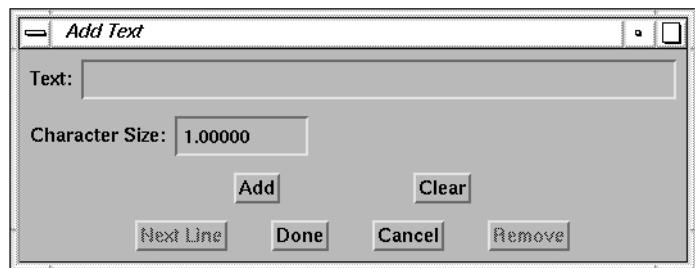 Add Text
Text:
Character Size: 1.00000
Add Clear
Next Line Done Cancel Remove